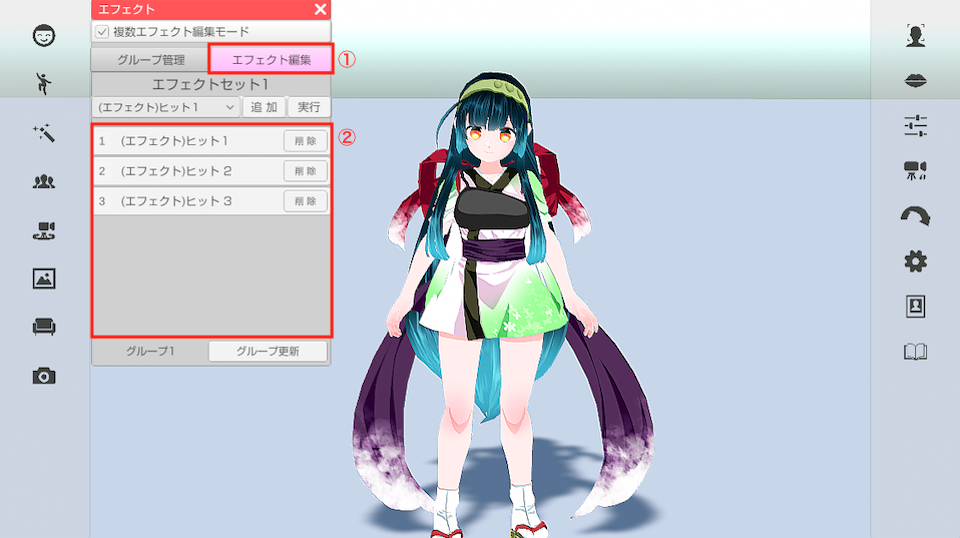 エフェクト
複数エフェクト編集モード
グループ管理 エフェクト編集 ①
エフェクトセット1
(エフェクト)ヒット1 追加 実行
1 (エフェクト)ヒット1 削除 ②
2 (エフェクト)ヒット2 削除
3 (エフェクト)ヒット3 削除
グループ1 グループ更新